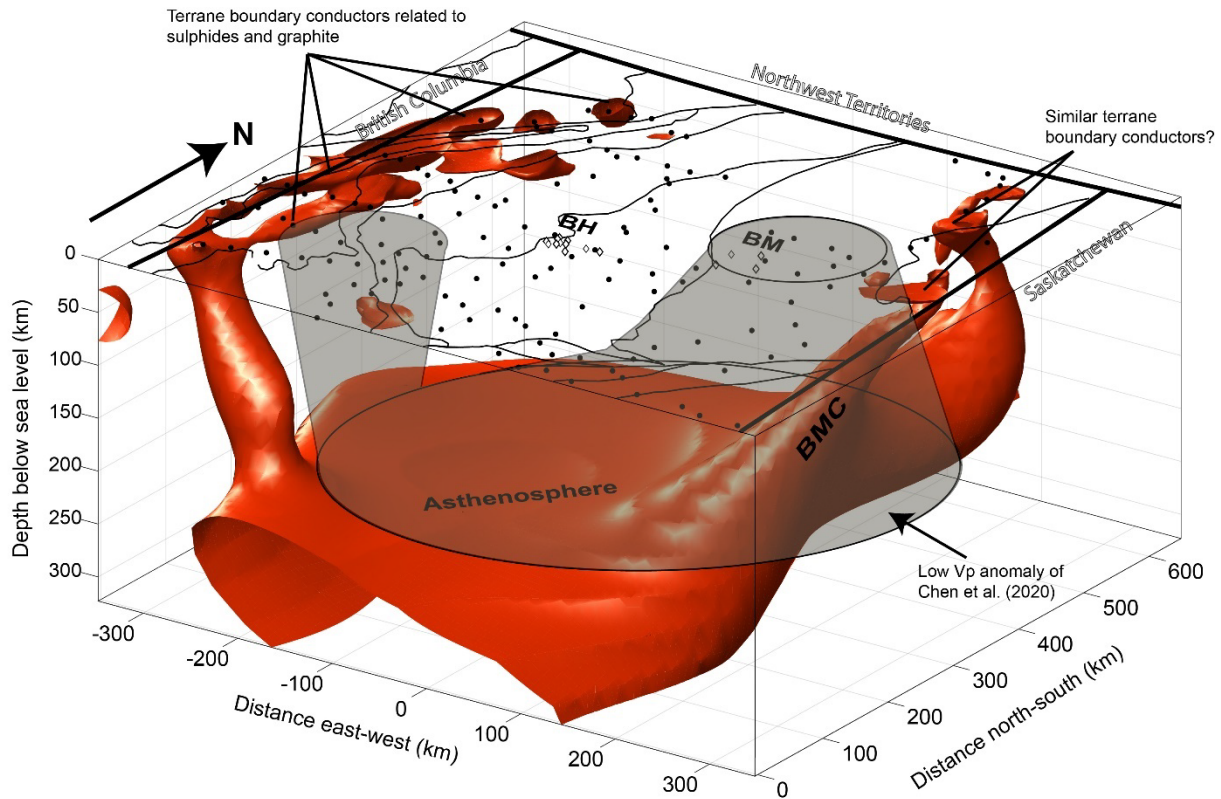 Terrane boundary conductors related to
sulphides and graphite
British Columbia
Northwest Territories
Similar terrane
boundary conductors?
N
BH
BM
Saskatchewan
BMC
Asthenosphere
Low Vp anomaly of
Chen et al. (2020)
Depth below sea level (km)
0
50
100
150
200
250
300
Distance east-west (km)
-300
-200
-100
0
100
200
300
Distance north-south (km)
0
100
200
300
400
500
600